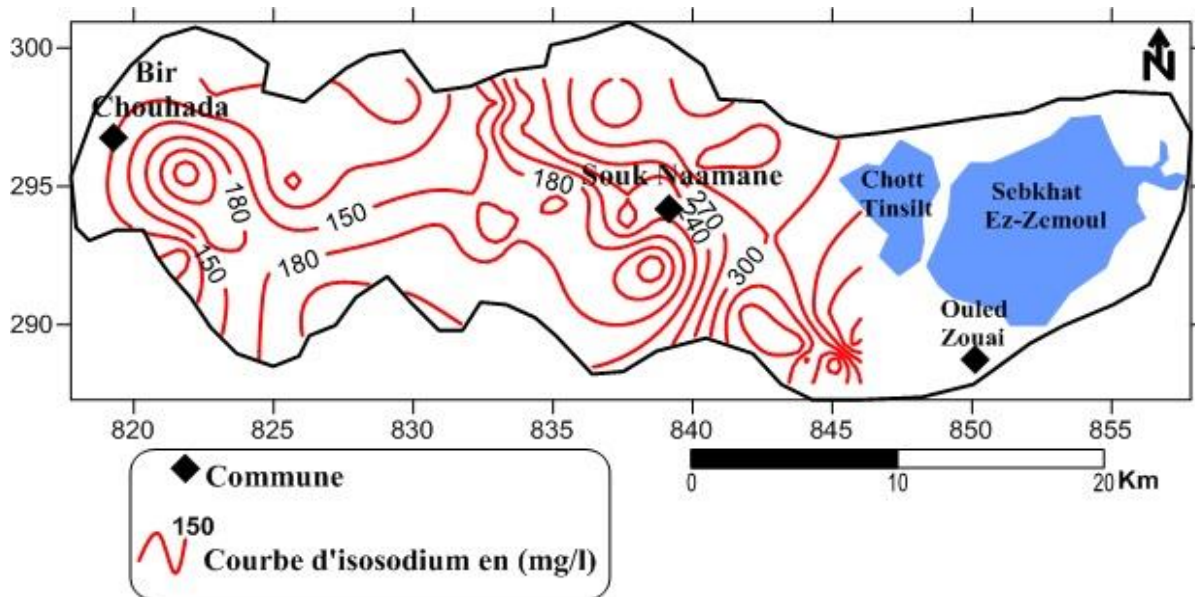 300
295
290
Bir
Chouhada
N
180
150
150
180
180
Souk Naamane
270
240
300
Chott
Tinsilt
Sebkhat
Ez-Zemoul
Ouled
Zouai
820 825 830 835 840 845 850 855
Commune
150
Courbe d'isosodium en (mg/l)
0 10 20 Km